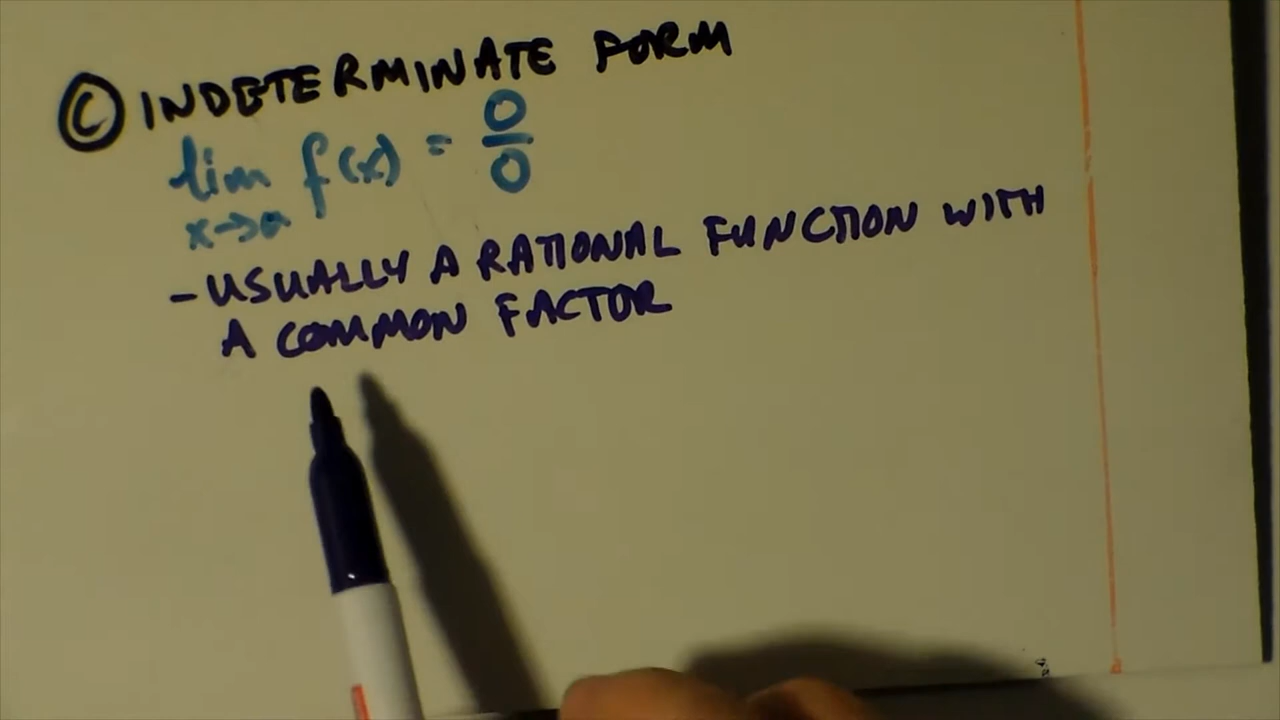 Ⓒ INDETERMINATE FORM
lim f(x) = 0/0
x→a
- USUALLY A RATIONAL FUNCTION WITH
A COMMON FACTOR